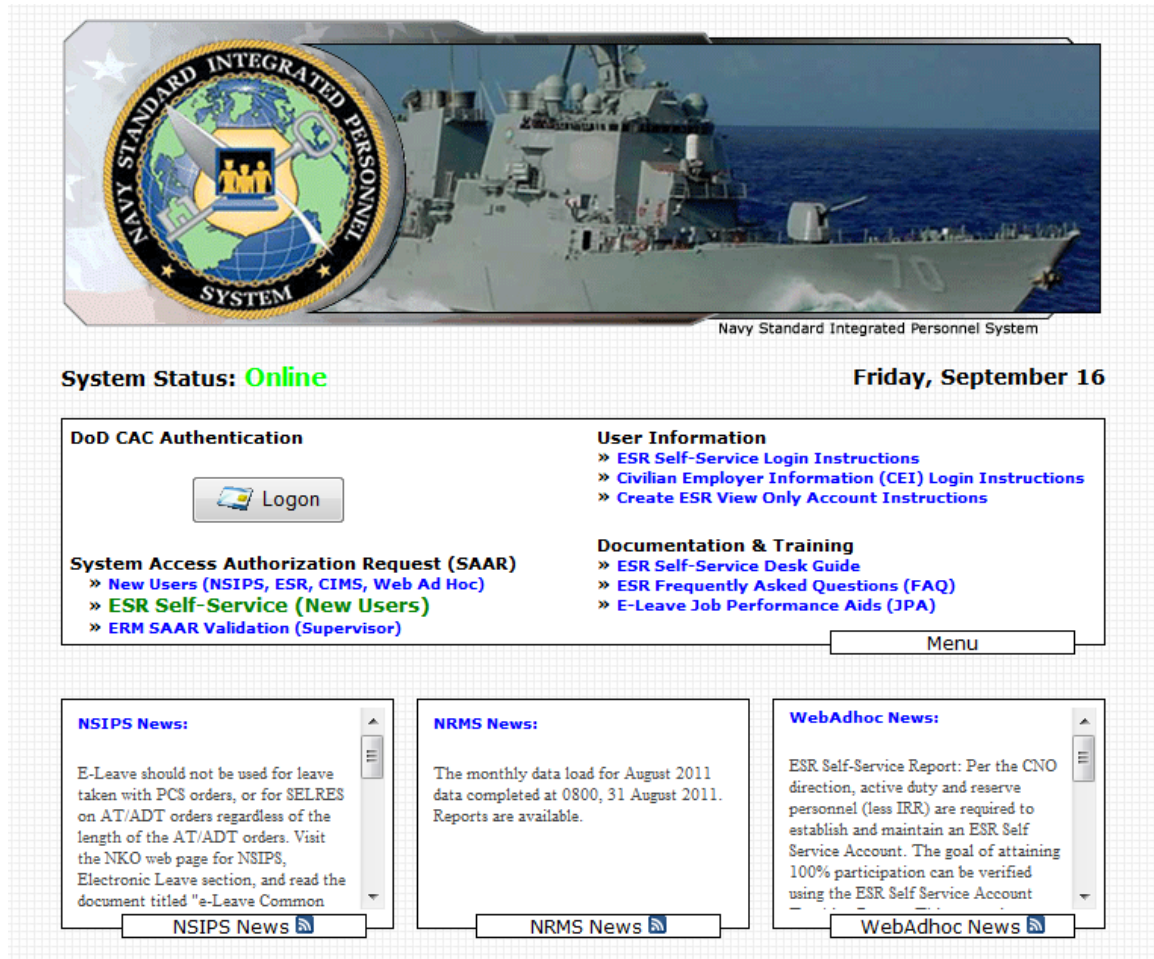 NAVY STANDARD INTEGRATED PERSONNEL
SYSTEM
70
Navy Standard Integrated Personnel System
System Status: Online
Friday, September 16
DoD CAC Authentication
Logon
System Access Authorization Request (SAAR)
» New Users (NSIPS, ESR, CIMS, Web Ad Hoc)
» ESR Self-Service (New Users)
» ERM SAAR Validation (Supervisor)
User Information
» ESR Self-Service Login Instructions
» Civilian Employer Information (CEI) Login Instructions
» Create ESR View Only Account Instructions
Documentation & Training
» ESR Self-Service Desk Guide
» ESR Frequently Asked Questions (FAQ)
» E-Leave Job Performance Aids (JPA)
Menu
NSIPS News:
E-Leave should not be used for leave
taken with PCS orders, or for SELRES
on AT/ADT orders regardless of the
length of the AT/ADT orders. Visit
the NKO web page for NSIPS,
Electronic Leave section, and read the
document titled "e-Leave Common
NSIPS News
NRMS News:
The monthly data load for August 2011
data completed at 0800, 31 August 2011.
Reports are available.
NRMS News
WebAdhoc News:
ESR Self-Service Report: Per the CNO
direction, active duty and reserve
personnel (less IRR) are required to
establish and maintain an ESR Self
Service Account. The goal of attaining
100% participation can be verified
using the ESR Self Service Account
WebAdhoc News